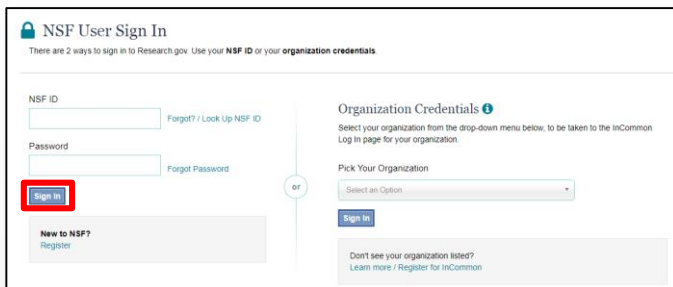 NSF User Sign In
There are 2 ways to sign in to Research.gov. Use your NSF ID or your organization credentials.
NSF ID
Forgot? / Look Up NSF ID
Password
Forgot Password
Sign In
New to NSF?
Register
or
Organization Credentials
Select your organization from the drop-down menu below, to be taken to the InCommon
Log In page for your organization.
Pick Your Organization
Select an Option
Sign In
Don't see your organization listed?
Learn more / Register for InCommon